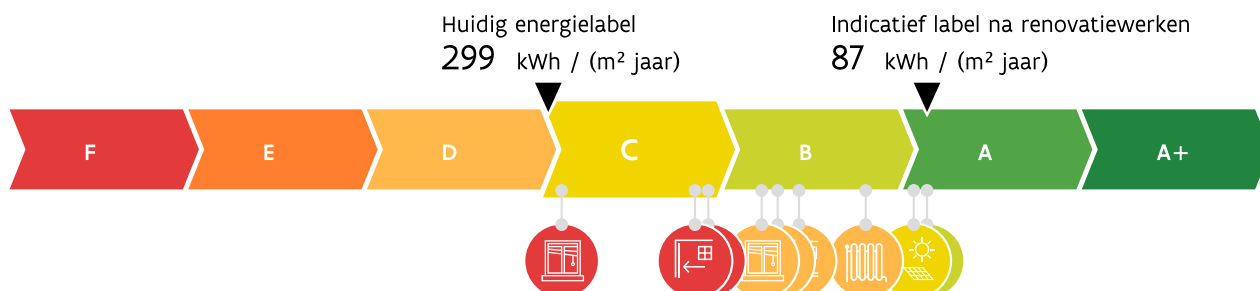 Huidig energielabel
299 kWh / (m² jaar)
Indicatief label na renovatiewerken
87 kWh / (m² jaar)
F E D C B A A+